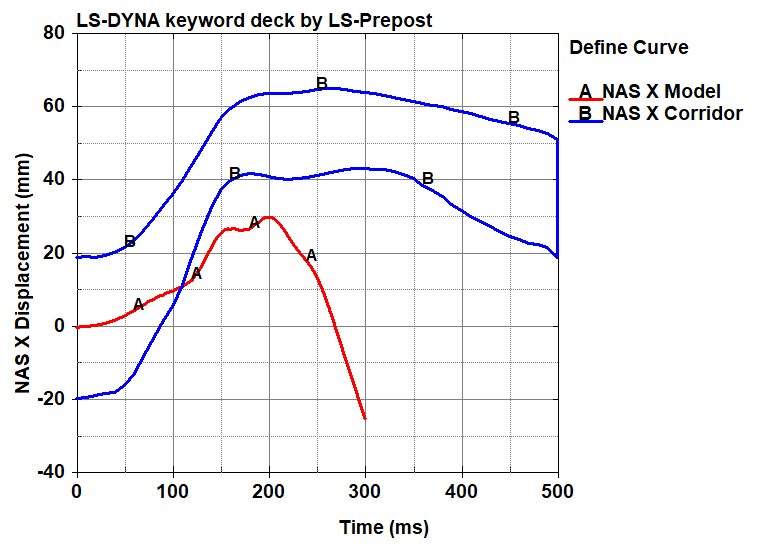 LS-DYNA keyword deck by LS-Prepost
80
60
40
20
0
-20
-40
NAS X Displacement (mm)
0 100 200 300 400 500
Time (ms)
B B B
B B B
A A A A
Define Curve
A NAS X Model
B NAS X Corridor